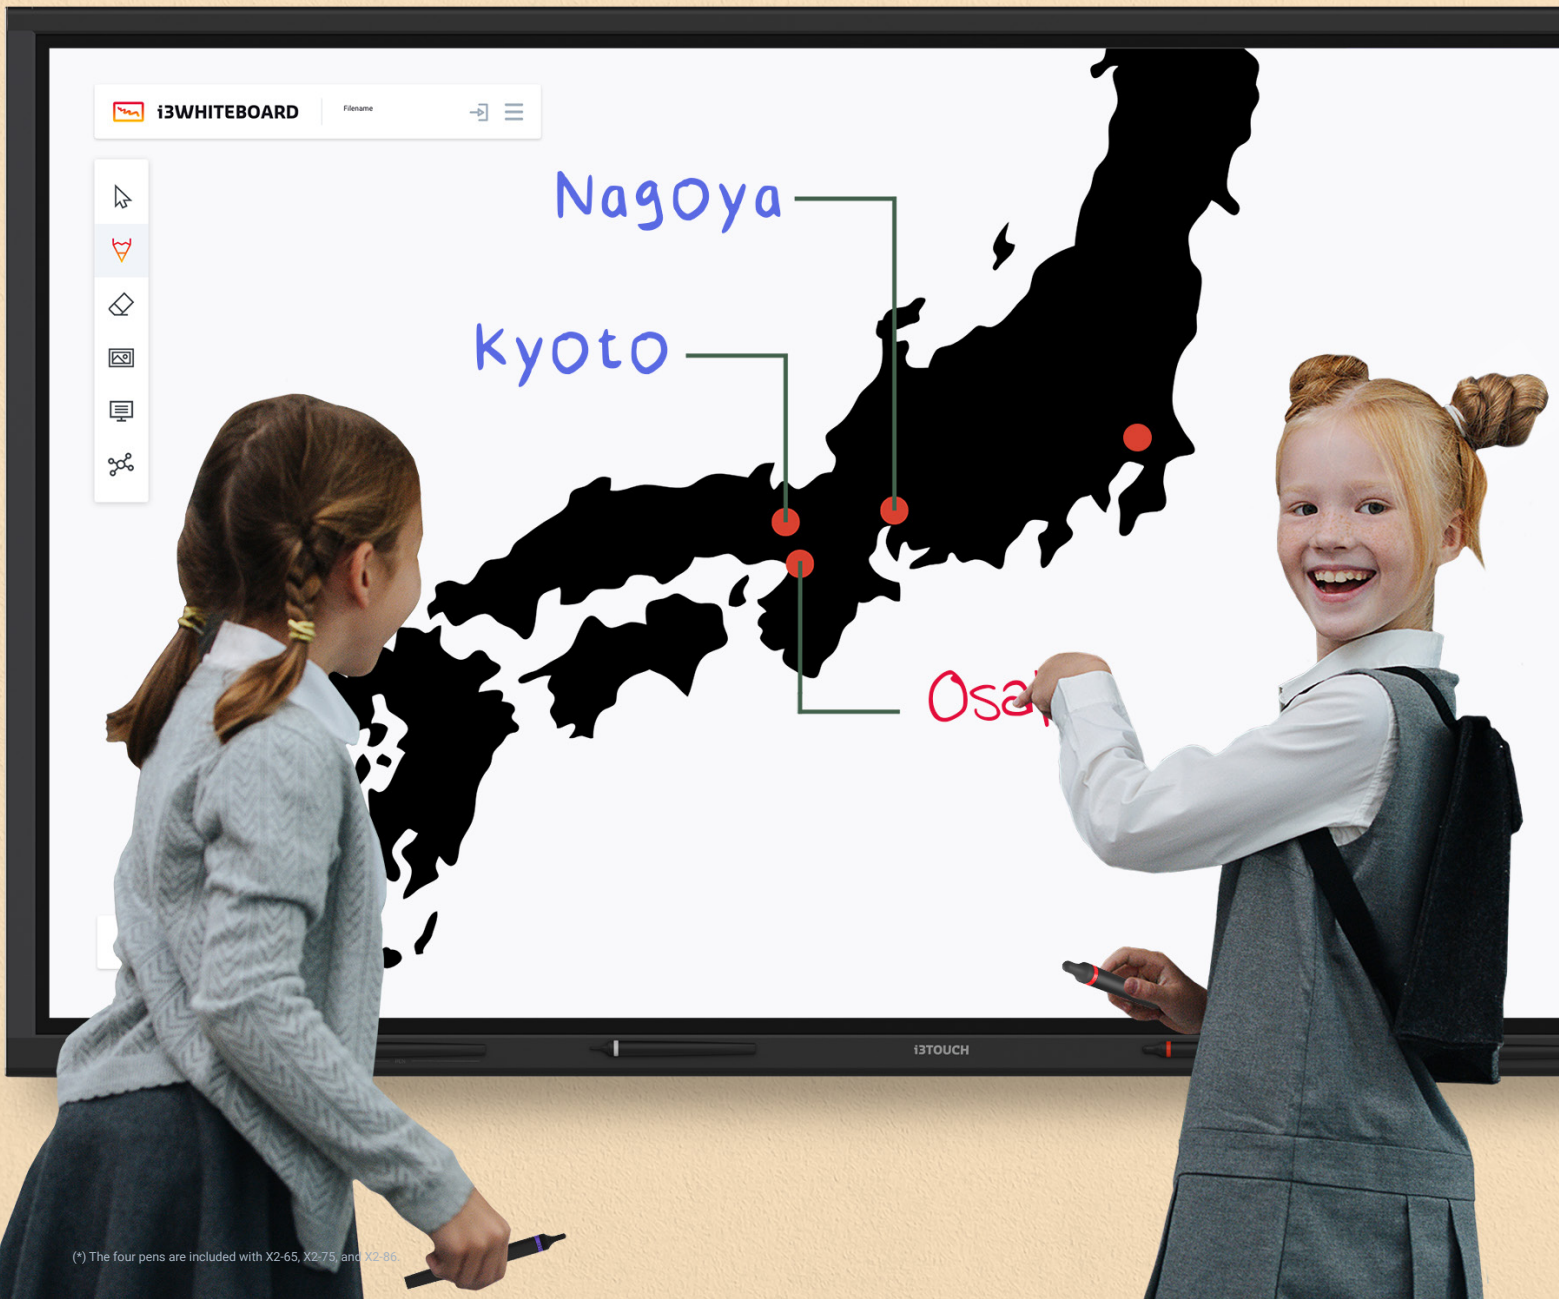 i3WHITEBOARD
Filename
Nagoya
Kyoto
Osa
i3TOUCH
(*) The four pens are included with X2-65, X2-75, and X2-86.